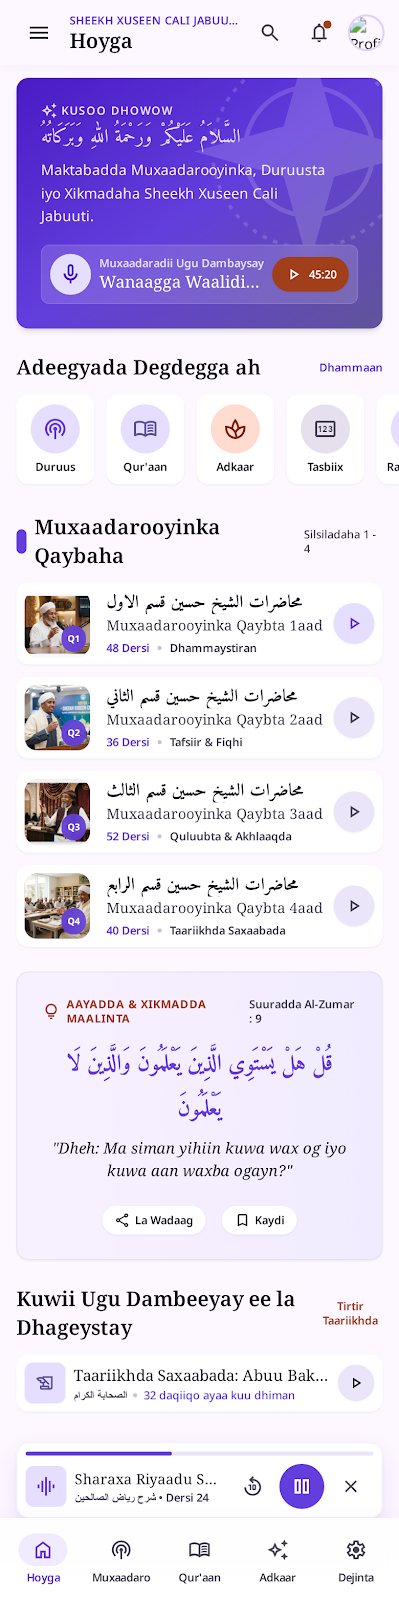 SHEEKH XUSEEN CALI JABUU...
Hoyga
Profi
KUSOO DHOWOW
السَّلَامُ عَلَيْكُمْ وَرَحْمَةُ اللهِ وَبَرَكَاتُهُ
Maktabadda Muxaadarooyinka, Duruusta
iyo Xikmadaha Sheekh Xuseen Cali
Jabuuti.
Muxaadaradii Ugu Dambaysay
Wanaagga Waalidi...
45:20
Adeegyada Degdegga ah
Dhammaan
Duruus
Qur'aan
Adkaar
123
Tasbiix
Ra
Muxaadarooyinka
Qaybaha
Silsiladaha 1 -
4
محاضرات الشيخ حسين قسم الاول
Muxaadarooyinka Qaybta 1aad
Q1
48 Dersi • Dhammaystiran
محاضرات الشيخ حسين قسم الثاني
Muxaadarooyinka Qaybta 2aad
Q2
36 Dersi • Tafsiir & Fiqhi
محاضرات الشيخ حسين قسم الثالث
Muxaadarooyinka Qaybta 3aad
Q3
52 Dersi • Quluubta & Akhlaaqda
محاضرات الشيخ حسين قسم الرابع
Muxaadarooyinka Qaybta 4aad
Q4
40 Dersi • Taariikhda Saxaabada
AAYADDA & XIKMADDA
MAALINTA
Suuradda Al-Zumar
: 9
قُلْ هَلْ يَسْتَوِي الَّذِينَ يَعْلَمُونَ وَالَّذِينَ لَا
يَعْلَمُونَ
"Dheh: Ma siman yihiin kuwa wax og iyo
kuwa aan waxba ogayn?"
La Wadaag
Kaydi
Kuwii Ugu Dambeeyay ee la
Dhageystay
Tirtir
Taariikhda
Taariikhda Saxaabada: Abuu Bak...
الصحابة الكرام • 32 daqiiqo ayaa kuu dhiman
Sharaxa Riyaadu S...
شرح رياض الصالحين • Dersi 24
10
Hoyga
Muxaadaro
Qur'aan
Adkaar
Dejinta